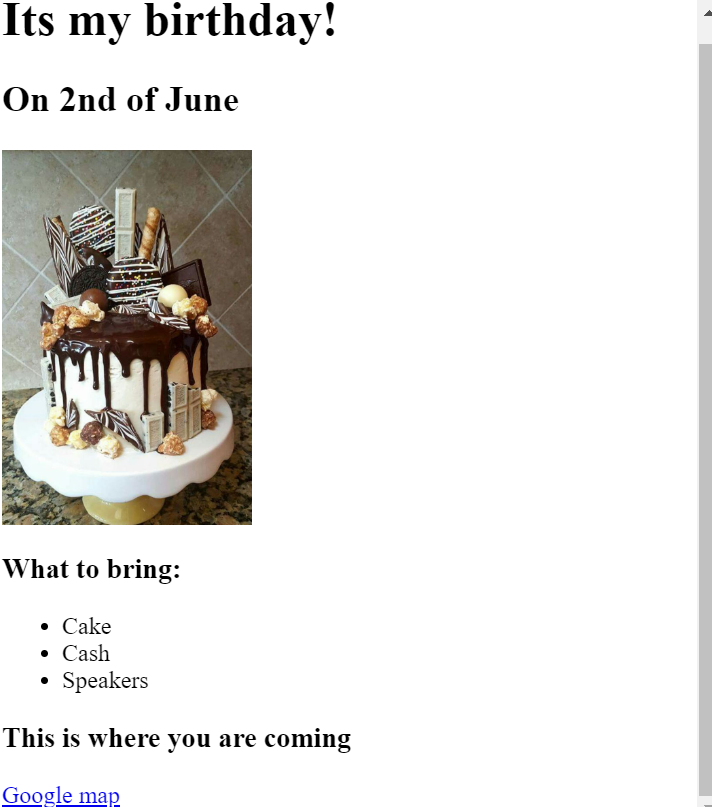 Its my birthday!
On 2nd of June
What to bring:
Cake
Cash
Speakers
This is where you are coming
Google map